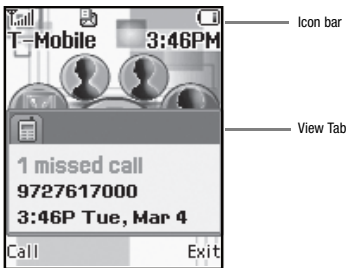 Icon bar
T-Mobile 3:46PM
View Tab
1 missed call
9727617000
3:46P Tue, Mar 4
Call Exit